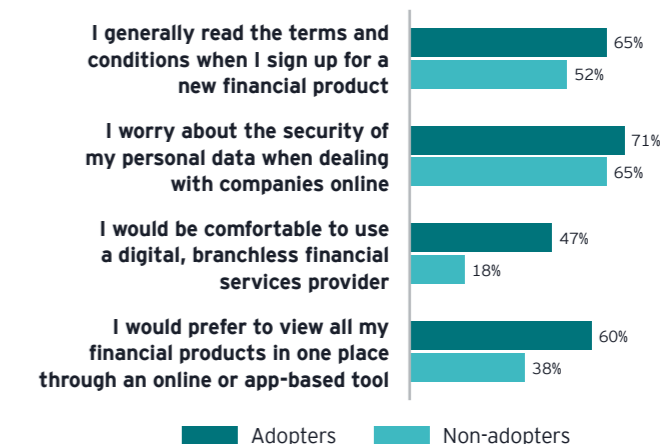 I generally read the terms and
conditions when I sign up for a
new financial product
65%
52%
I worry about the security of
my personal data when dealing
with companies online
71%
65%
I would be comfortable to use
a digital, branchless financial
services provider
47%
18%
I would prefer to view all my
financial products in one place
through an online or app-based tool
60%
38%
Adopters
Non-adopters